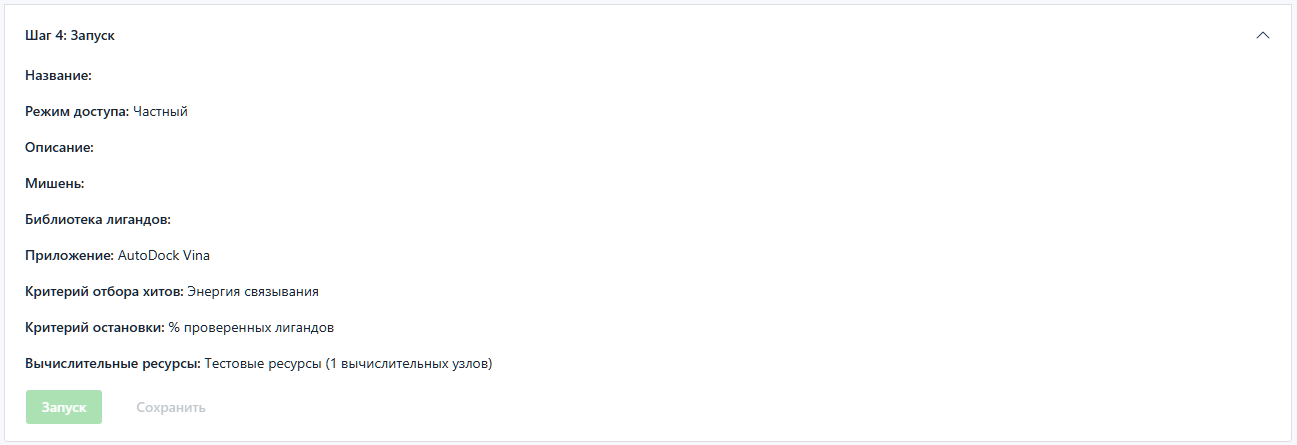 Шаг 4: Запуск
Название:
Режим доступа: Частный
Описание:
Мишень:
Библиотека лигандов:
Приложение: AutoDock Vina
Критерий отбора хитов: Энергия связывания
Критерий остановки: % проверенных лигандов
Вычислительные ресурсы: Тестовые ресурсы (1 вычислительных узлов)
Запуск Сохранить